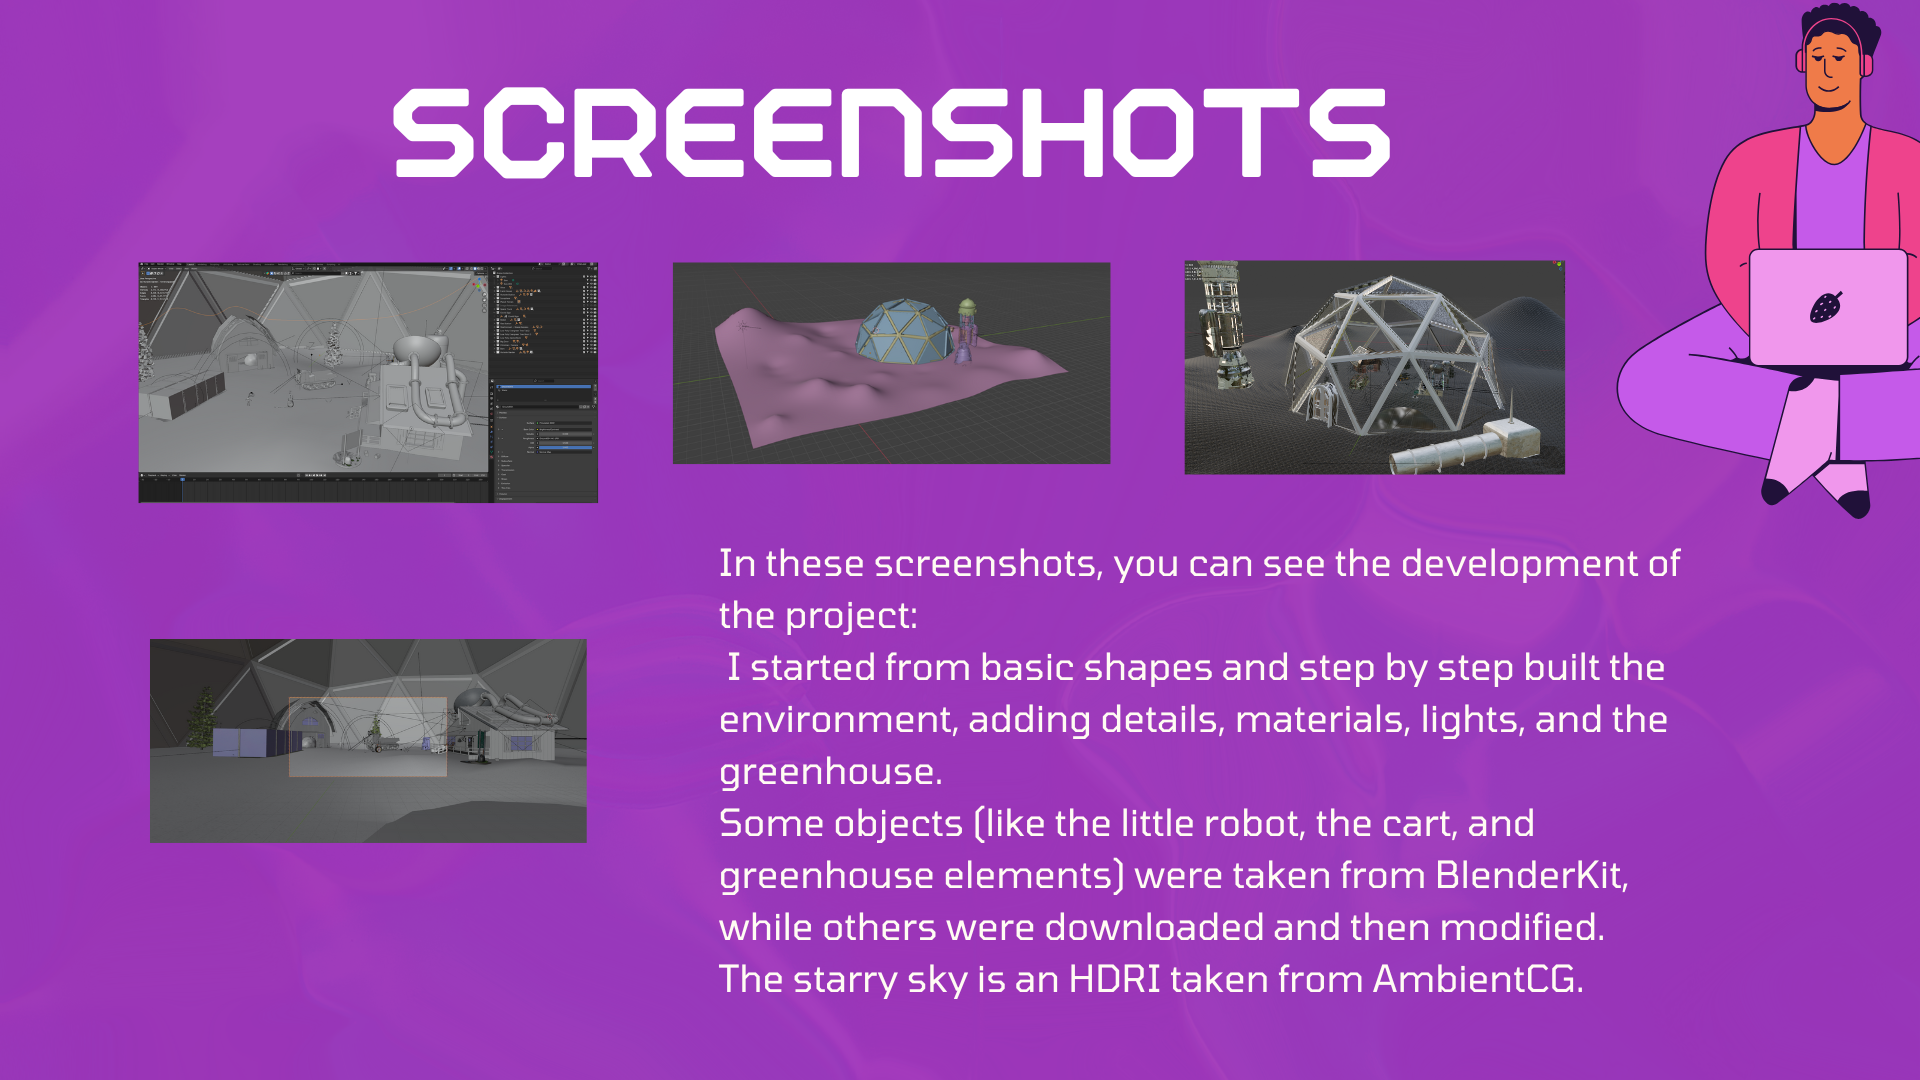 SCREENSHOTS
In these screenshots, you can see the development of
the project:
I started from basic shapes and step by step built the
environment, adding details, materials, lights, and the
greenhouse.
Some objects (like the little robot, the cart, and
greenhouse elements) were taken from BlenderKit,
while others were downloaded and then modified.
The starry sky is an HDRI taken from AmbientCG.